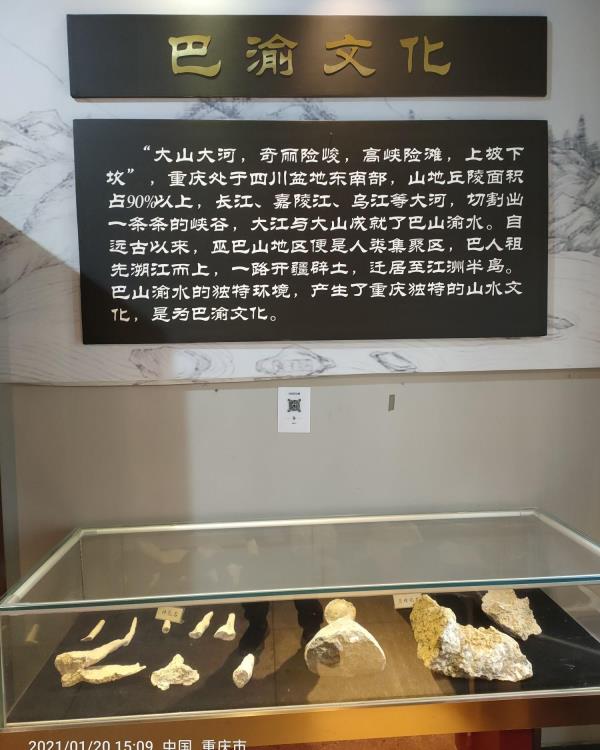 巴渝文化
“大山大河，奇丽险峻，高峡险滩，上坡下
坎”，重庆处于四川盆地东南部，山地丘陵面积
占90%以上，长江、嘉陵江、乌江等大河，切割出
一条条的峡谷，大江与大山成就了巴山渝水。自
远古以来，巫巴山地区便是人类集聚区，巴人祖
先溯江而上，一路开疆辟土，迁居至江洲半岛。
巴山渝水的独特环境，产生了重庆独特的山水文
化，是为巴渝文化。
2021/01/20 15:09 中国 重庆市